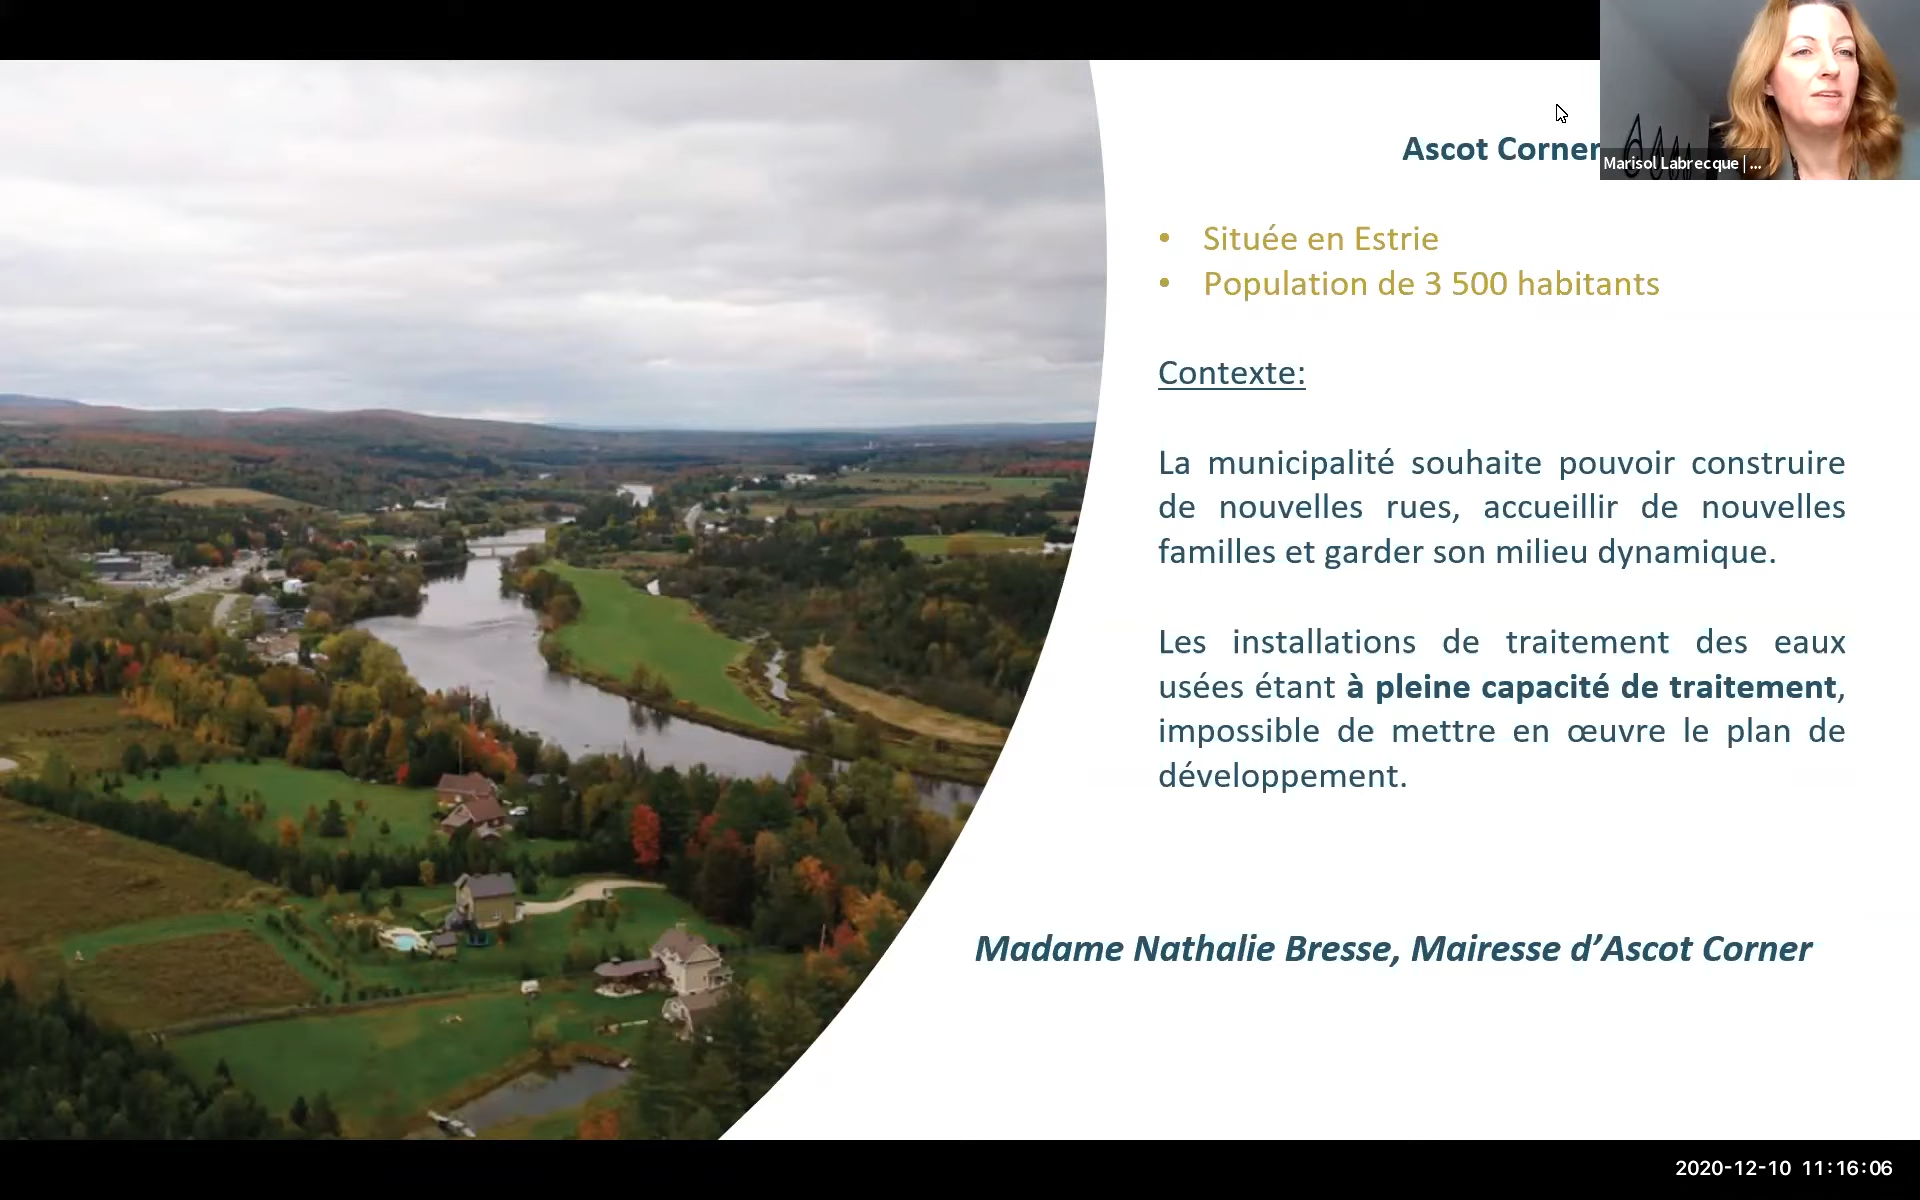 Ascot Corner
Marisol Labrecque | ...
• Située en Estrie
• Population de 3 500 habitants
Contexte:
La municipalité souhaite pouvoir construire
de nouvelles rues, accueillir de nouvelles
familles et garder son milieu dynamique.
Les installations de traitement des eaux
usées étant à pleine capacité de traitement,
impossible de mettre en œuvre le plan de
développement.
Madame Nathalie Bresse, Mairesse d’Ascot Corner
2020-12-10 11:16:06